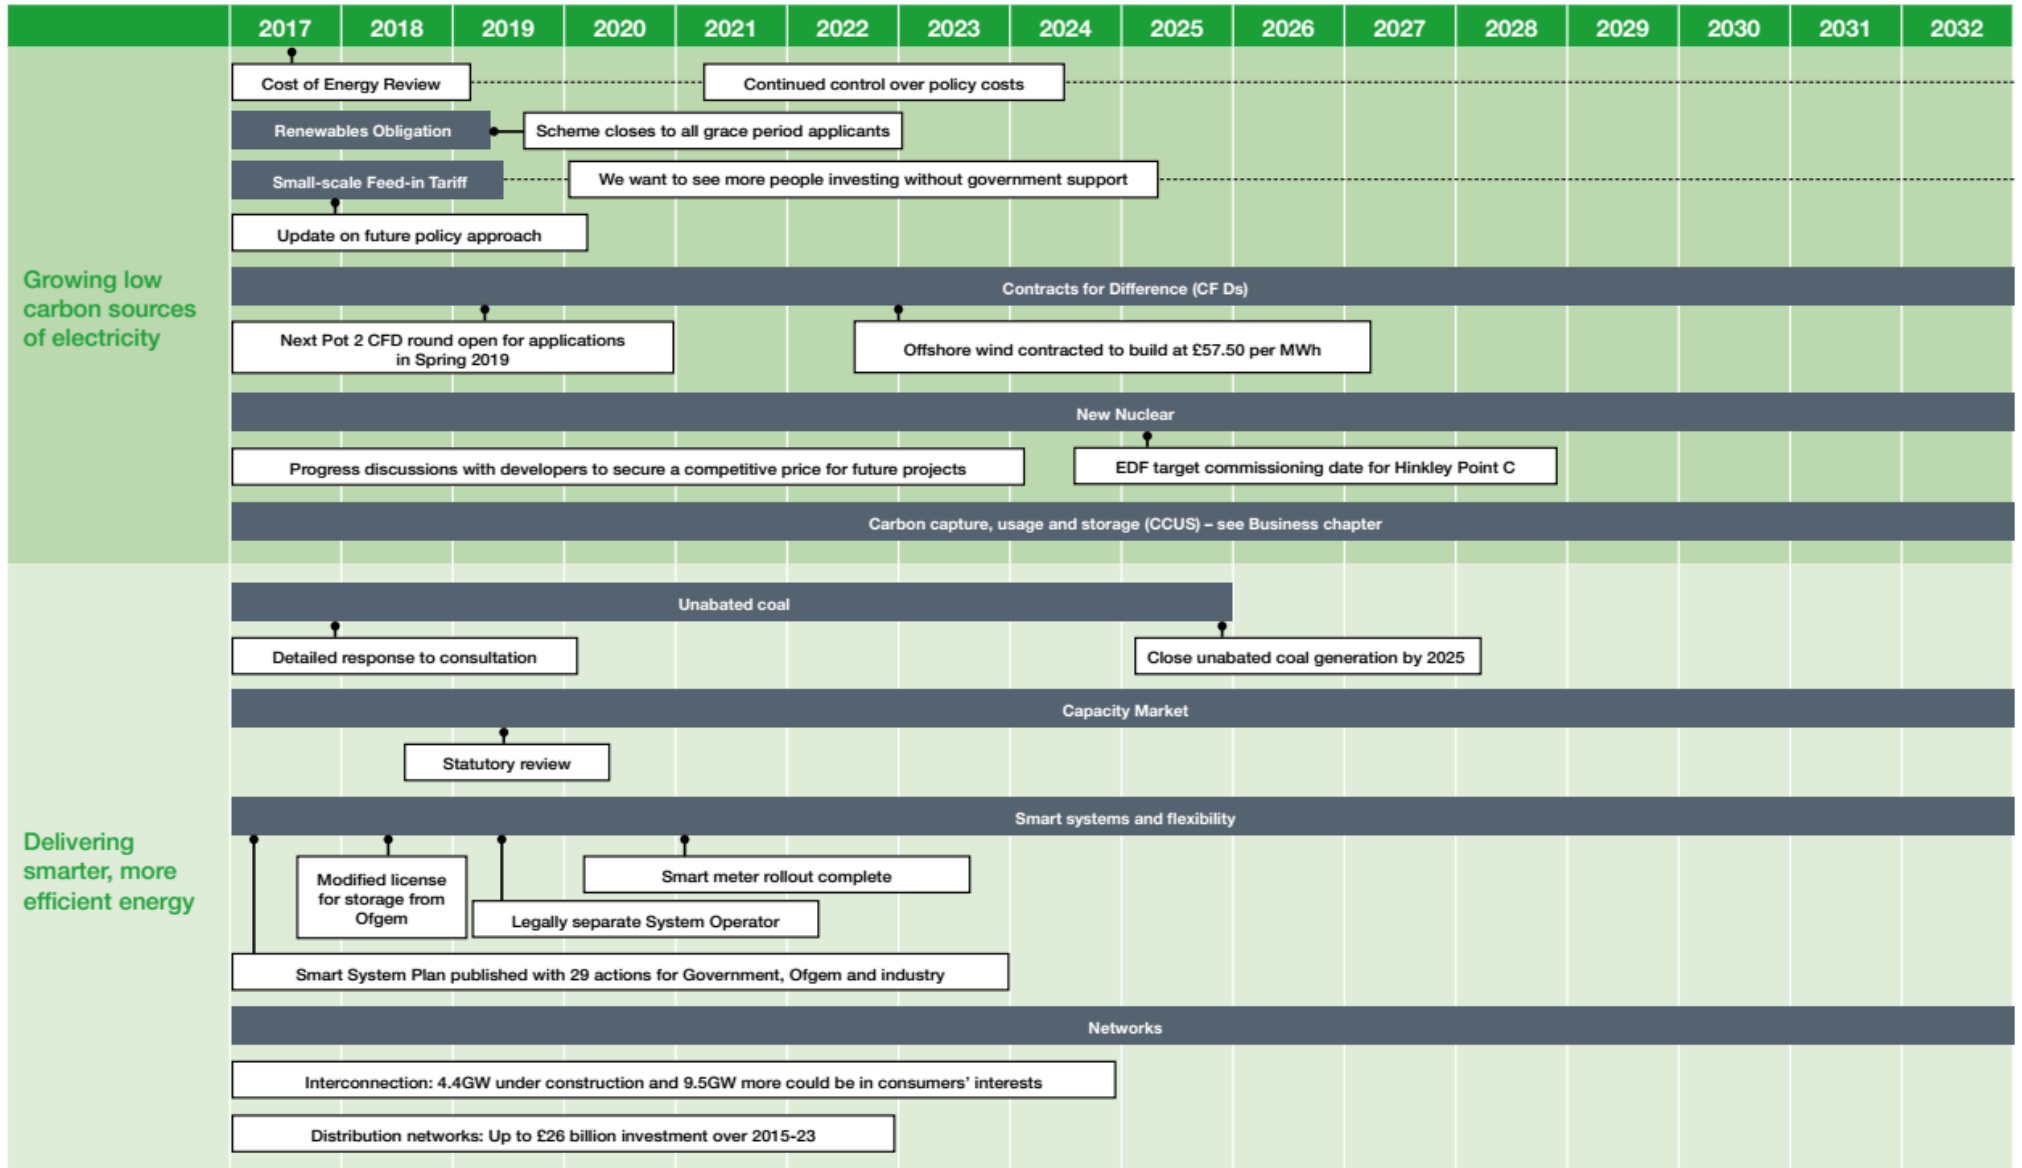 2017 2018 2019 2020 2021 2022 2023 2024 2025 2026 2027 2028 2029 2030 2031 2032
Growing low
carbon sources
of electricity
Cost of Energy Review
Continued control over policy costs
Renewables Obligation
Scheme closes to all grace period applicants
Small-scale Feed-in Tariff
We want to see more people investing without government support
Update on future policy approach
Contracts for Difference (CF Ds)
Next Pot 2 CFD round open for applications
in Spring 2019
Offshore wind contracted to build at £57.50 per MWh
New Nuclear
Progress discussions with developers to secure a competitive price for future projects
EDF target commissioning date for Hinkley Point C
Carbon capture, usage and storage (CCUS) – see Business chapter
Delivering
smarter, more
efficient energy
Unabated coal
Detailed response to consultation
Close unabated coal generation by 2025
Capacity Market
Statutory review
Smart systems and flexibility
Modified license
for storage from
Ofgem
Smart meter rollout complete
Legally separate System Operator
Smart System Plan published with 29 actions for Government, Ofgem and industry
Networks
Interconnection: 4.4GW under construction and 9.5GW more could be in consumers’ interests
Distribution networks: Up to £26 billion investment over 2015-23